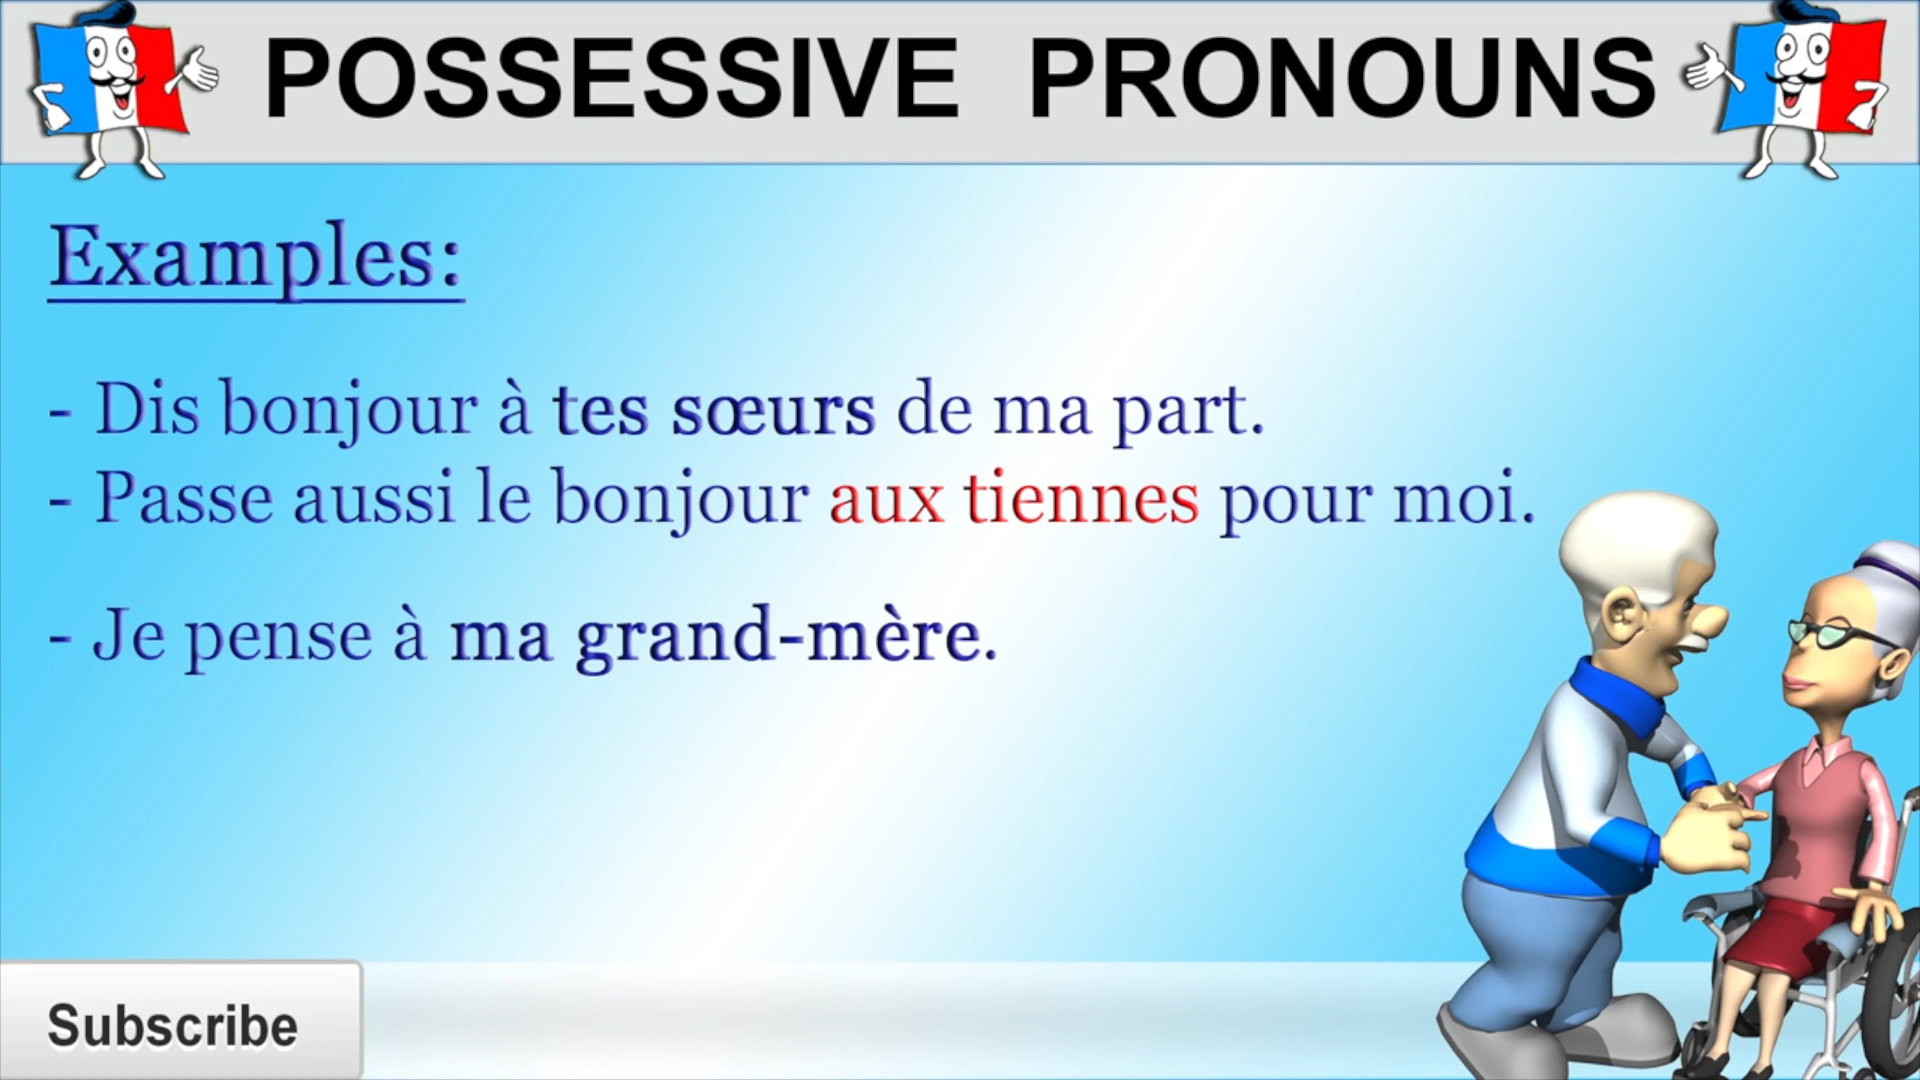 POSSESSIVE PRONOUNS
Examples:
- Dis bonjour à tes sœurs de ma part.
- Passe aussi le bonjour aux tiennes pour moi.
- Je pense à ma grand-mère.
Subscribe